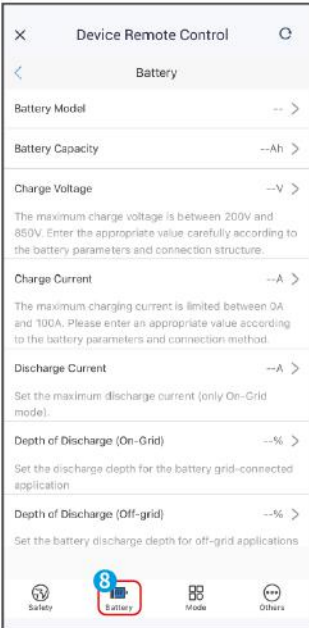 Device Remote Control
Battery
Battery Model -- >
Battery Capacity --Ah >
Charge Voltage --V >
The maximum charge voltage is between 200V and
850V. Enter the appropriate value carefully according to
the battery parameters and connection structure.
Charge Current --A >
The maximum charging current is limited between 0A
and 100A. Please enter an appropriate value according
to the battery parameters and connection method.
Discharge Current --A >
Set the maximum discharge current (only On-Grid
mode).
Depth of Discharge (On-Grid) --% >
Set the discharge depth for the battery grid-connected
application
Depth of Discharge (Off-grid) --% >
Set the battery discharge depth for off-grid applications
8
Safety Battery Mode Others